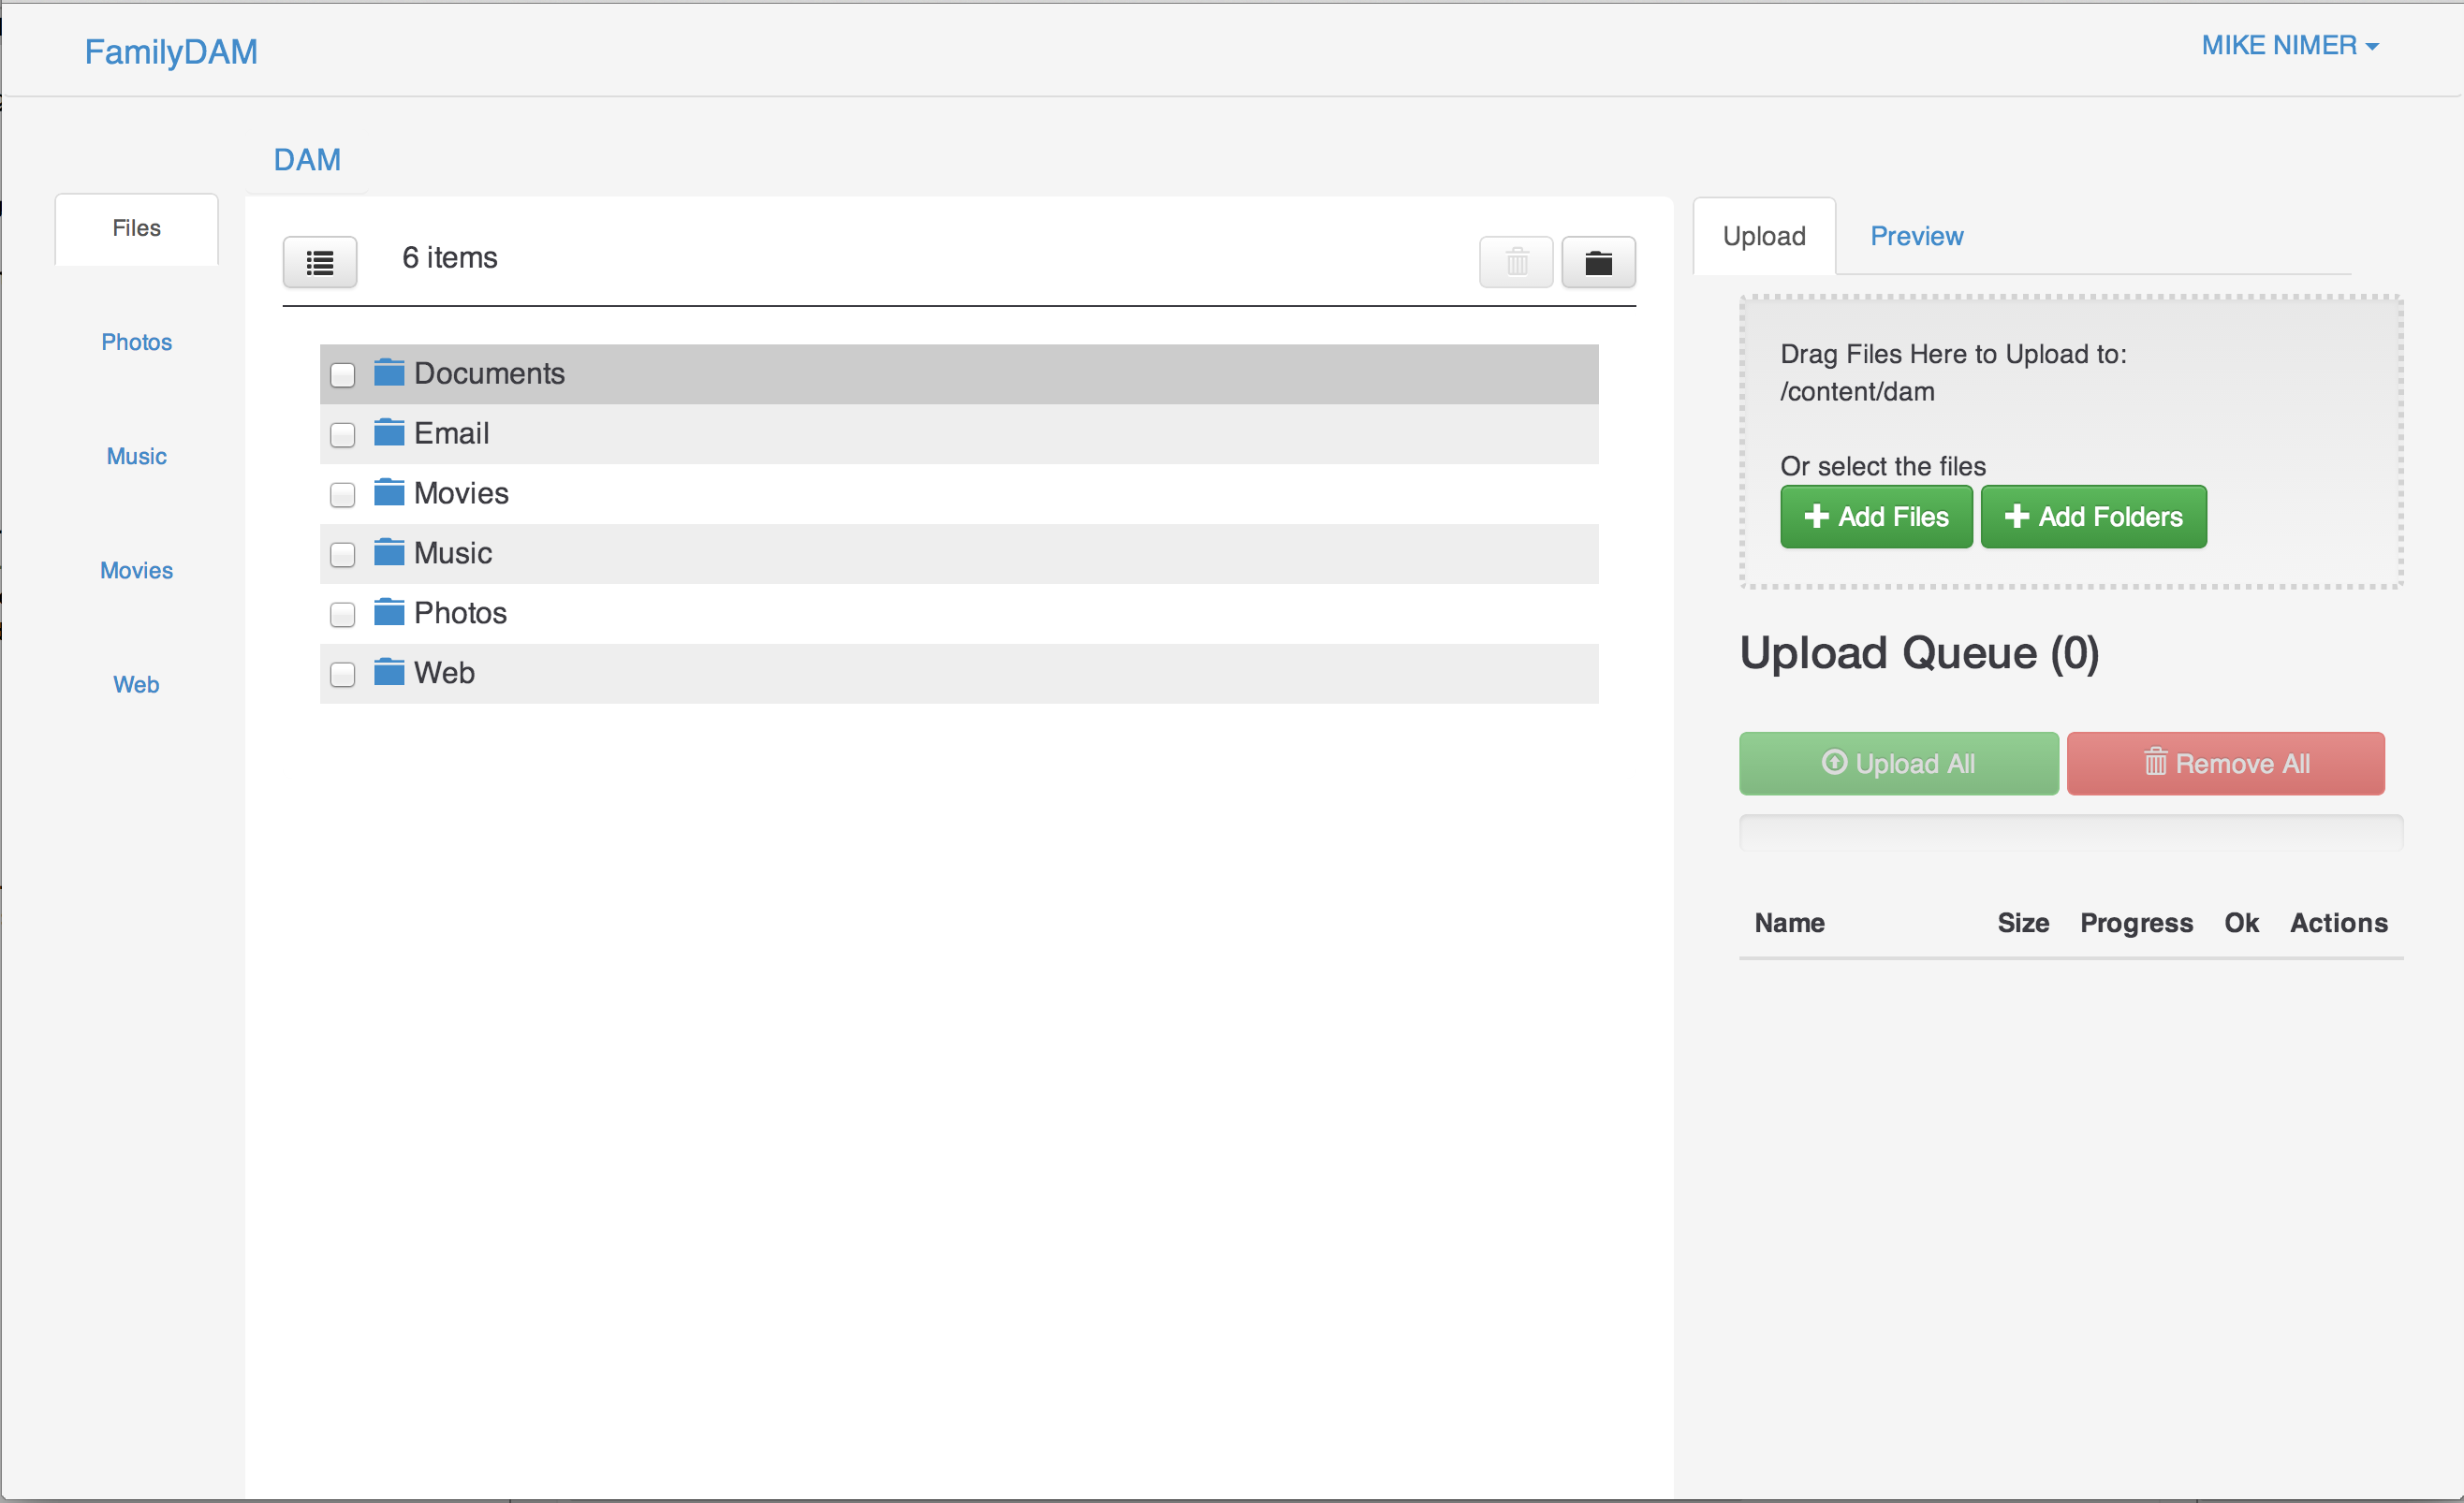 FamilyDAM
MIKE NIMER
DAM
Files
Photos
Music
Movies
Web
6 items
Documents
Email
Movies
Music
Photos
Web
Upload
Preview
Drag Files Here to Upload to:
/content/dam
Or select the files
Add Files
Add Folders
Upload Queue (0)
Upload All
Remove All
Name Size Progress Ok Actions